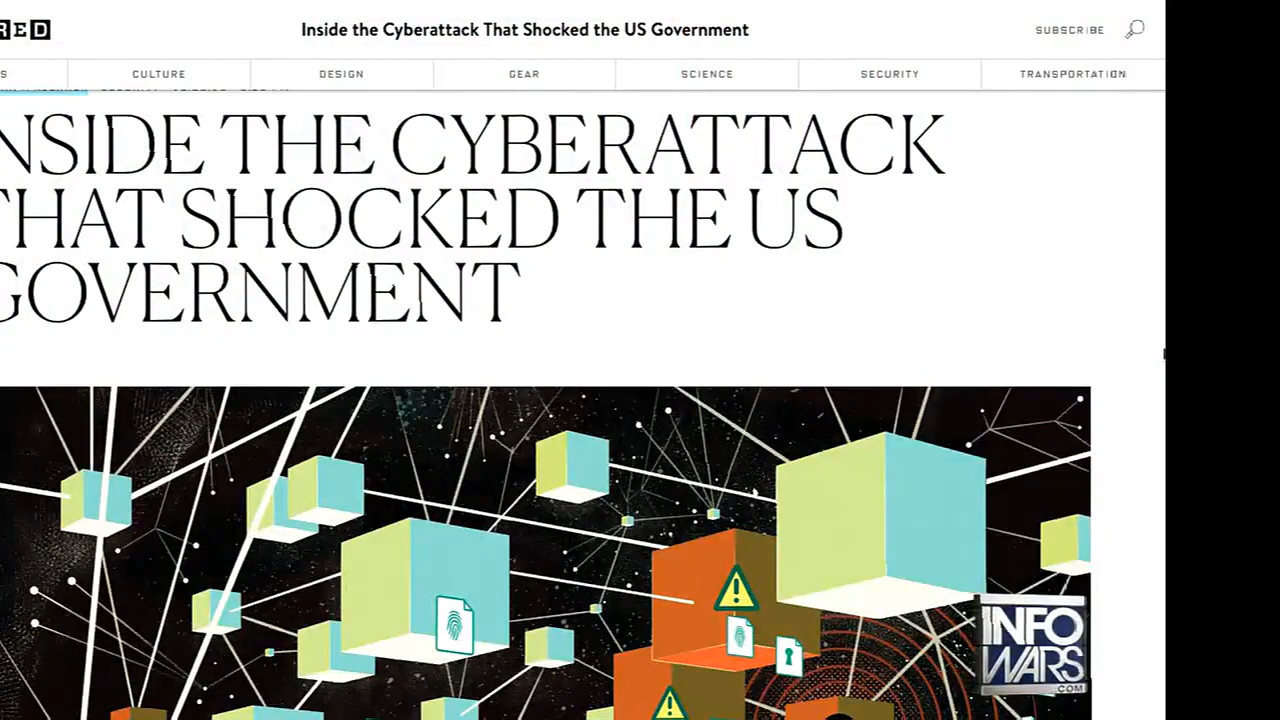 RED
Inside the Cyberattack That Shocked the US Government
SUBSCRIBE
S
CULTURE
DESIGN
GEAR
SCIENCE
SECURITY
TRANSPORTATION
NSIDE THE CYBERATTACK
THAT SHOCKED THE US
GOVERNMENT
INFO
WARS
.COM